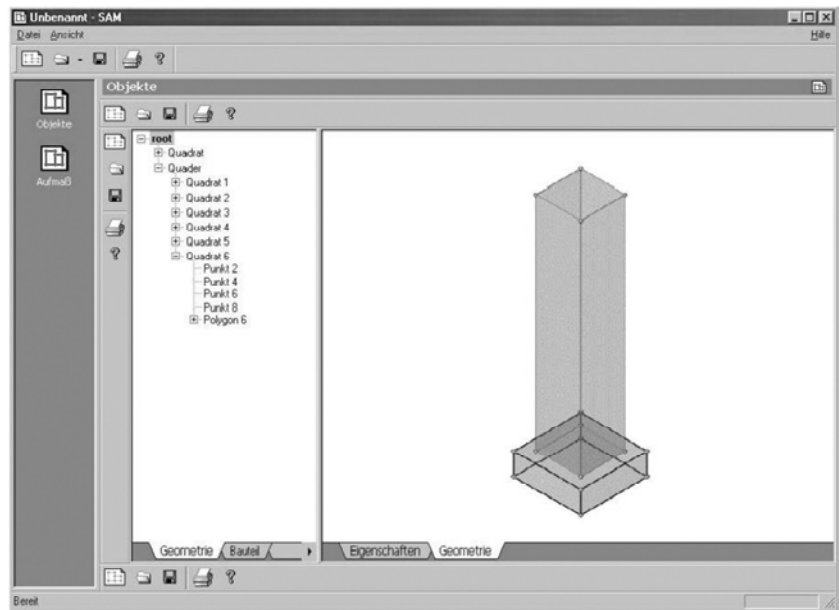 Unbenannt - SAM
Datei Ansicht Hilfe
Objekte
Objekte
Aufmaß
root
Quadrat
Quader
Quadrat 1
Quadrat 2
Quadrat 3
Quadrat 4
Quadrat 5
Quadrat 6
Punkt 2
Punkt 4
Punkt 6
Punkt 8
Polygon 6
Geometrie Bauteil
Eigenschaften Geometrie
Bereit